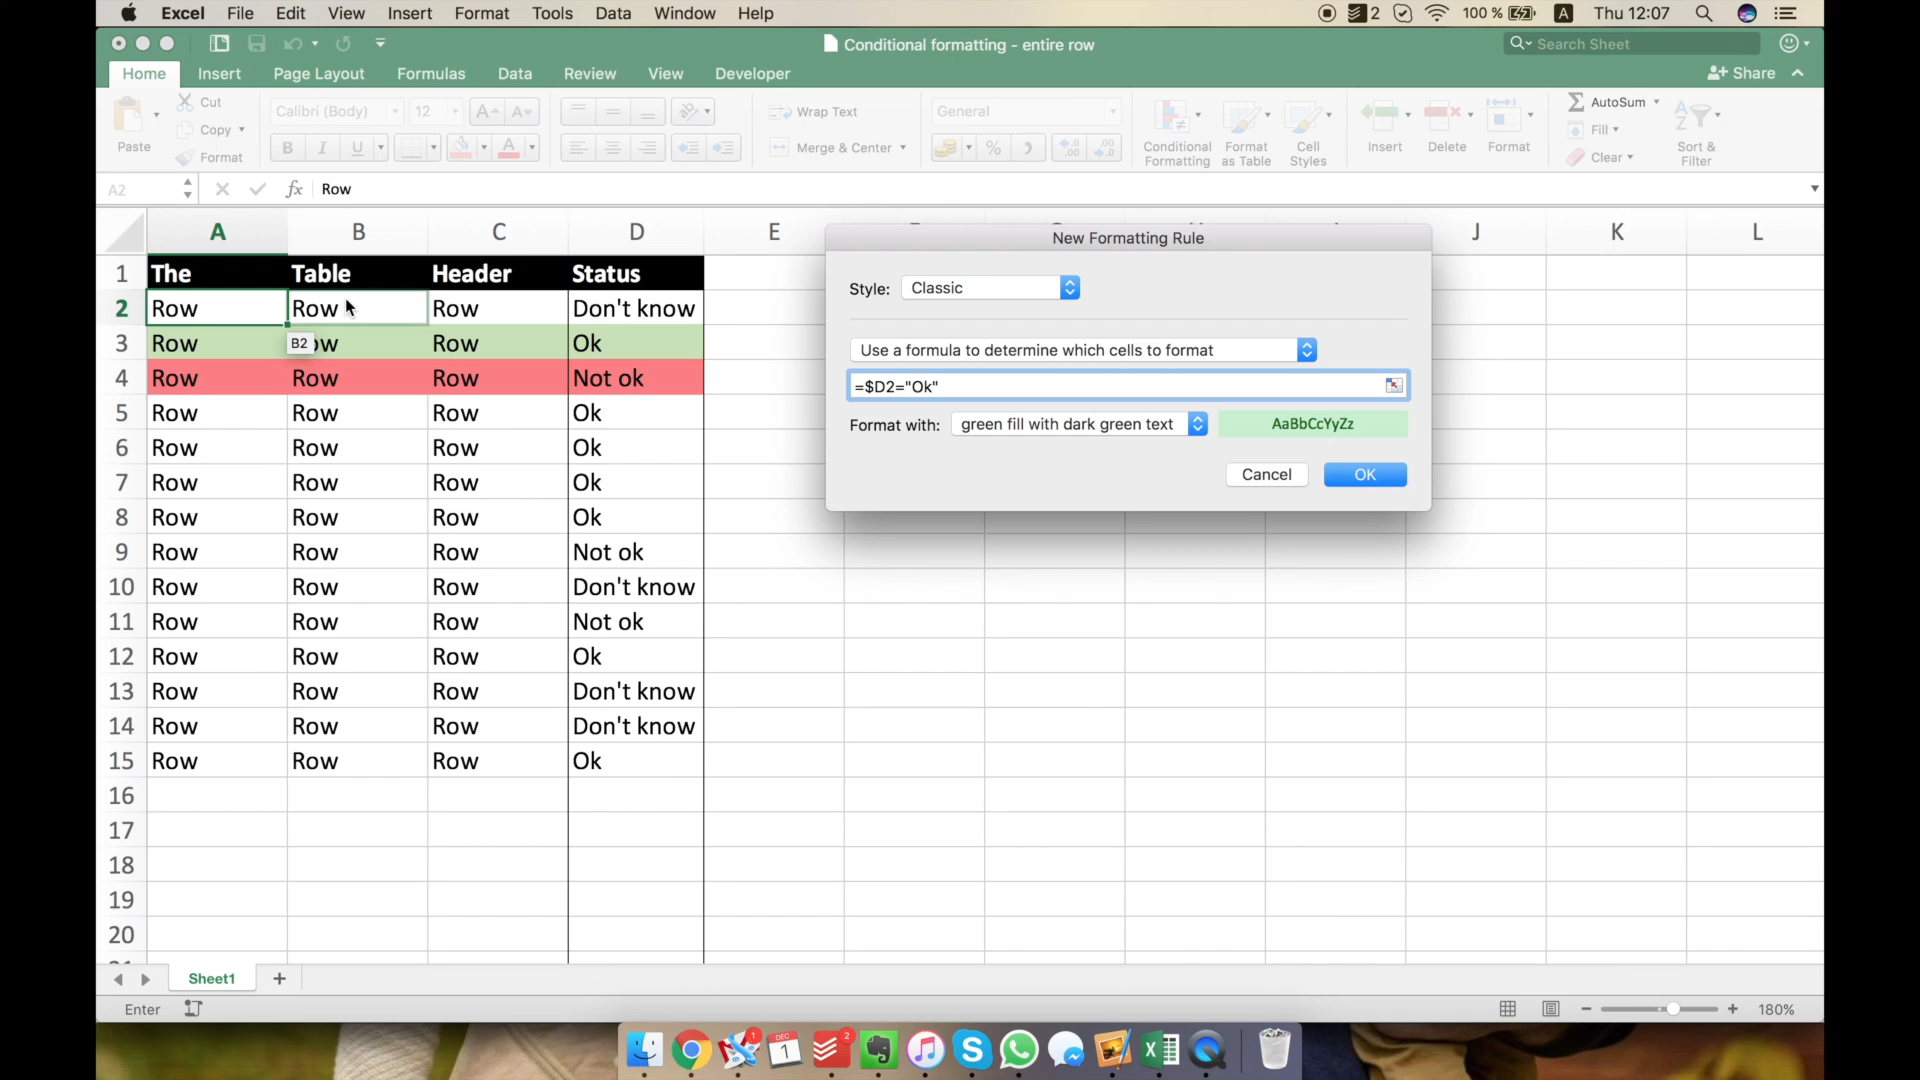 Excel File Edit View Insert Format Tools Data Window Help 2 100 % A Thu 12:07
Conditional formatting - entire row Search Sheet
Home Insert Page Layout Formulas Data Review View Developer Share
Cut Calibri (Body) 12 A A Wrap Text General AutoSum
Copy Fill
Paste Format B I U A Merge & Center % Conditional Formatting Format as Table Cell Styles Insert Delete Format Clear Sort & Filter
A2 fx Row
A B C D E J K L
1 The Table Header Status
2 Row Row Row Don't know
3 Row B2 ow Row Ok
4 Row Row Row Not ok
5 Row Row Row Ok
6 Row Row Row Ok
7 Row Row Row Ok
8 Row Row Row Ok
9 Row Row Row Not ok
10 Row Row Row Don't know
11 Row Row Row Not ok
12 Row Row Row Ok
13 Row Row Row Don't know
14 Row Row Row Don't know
15 Row Row Row Ok
16
17
18
19
20
New Formatting Rule
Style: Classic
Use a formula to determine which cells to format
=$D2="Ok"
Format with: green fill with dark green text AaBbCcYyZz
Cancel OK
Sheet1 +
Enter 180%
1 DEC 1 2